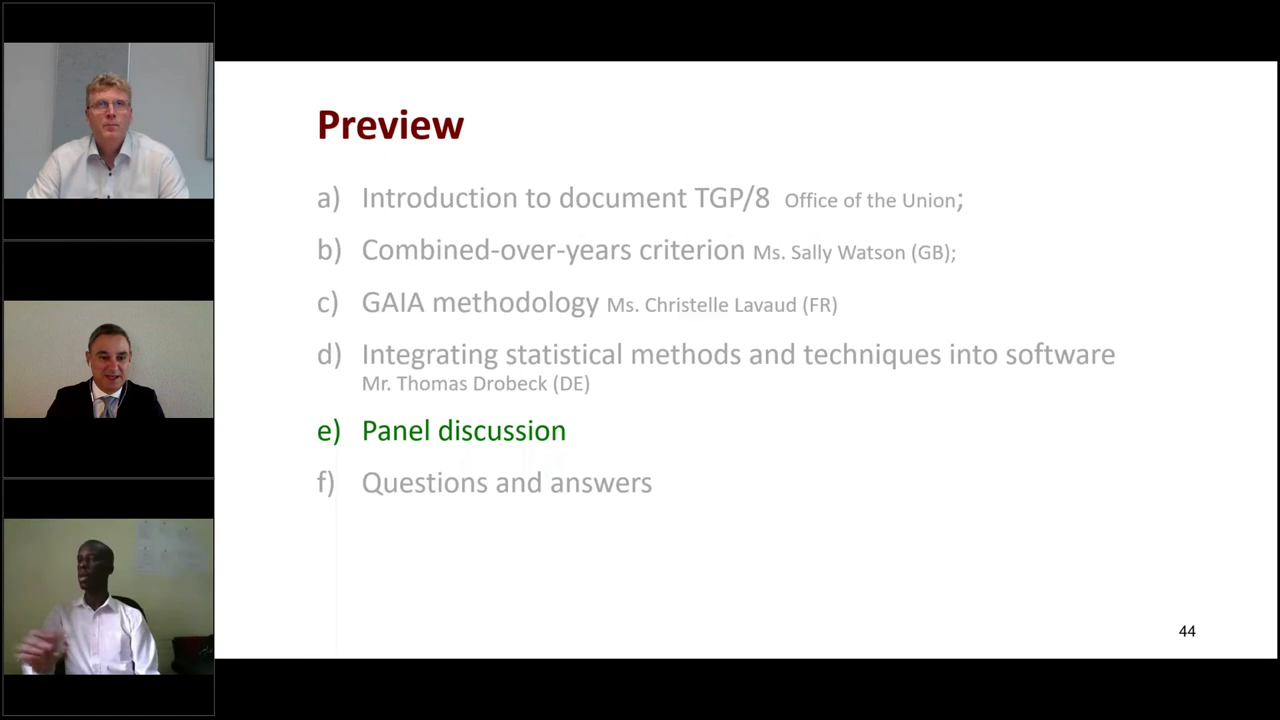 Preview
a) Introduction to document TGP/8 Office of the Union;
b) Combined-over-years criterion Ms. Sally Watson (GB);
c) GAIA methodology Ms. Christelle Lavaud (FR)
d) Integrating statistical methods and techniques into software
Mr. Thomas Drobeck (DE)
e) Panel discussion
f) Questions and answers
44